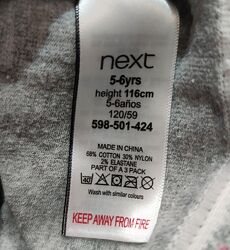 next
5-6yrs
height 116cm
5-6años
120/59
598-501-424
MADE IN CHINA
68% COTTON 30% NYLON
2% ELASTANE
PART OF A 3 PACK
40
Wash with similar colours
KEEP AWAY FROM FIRE